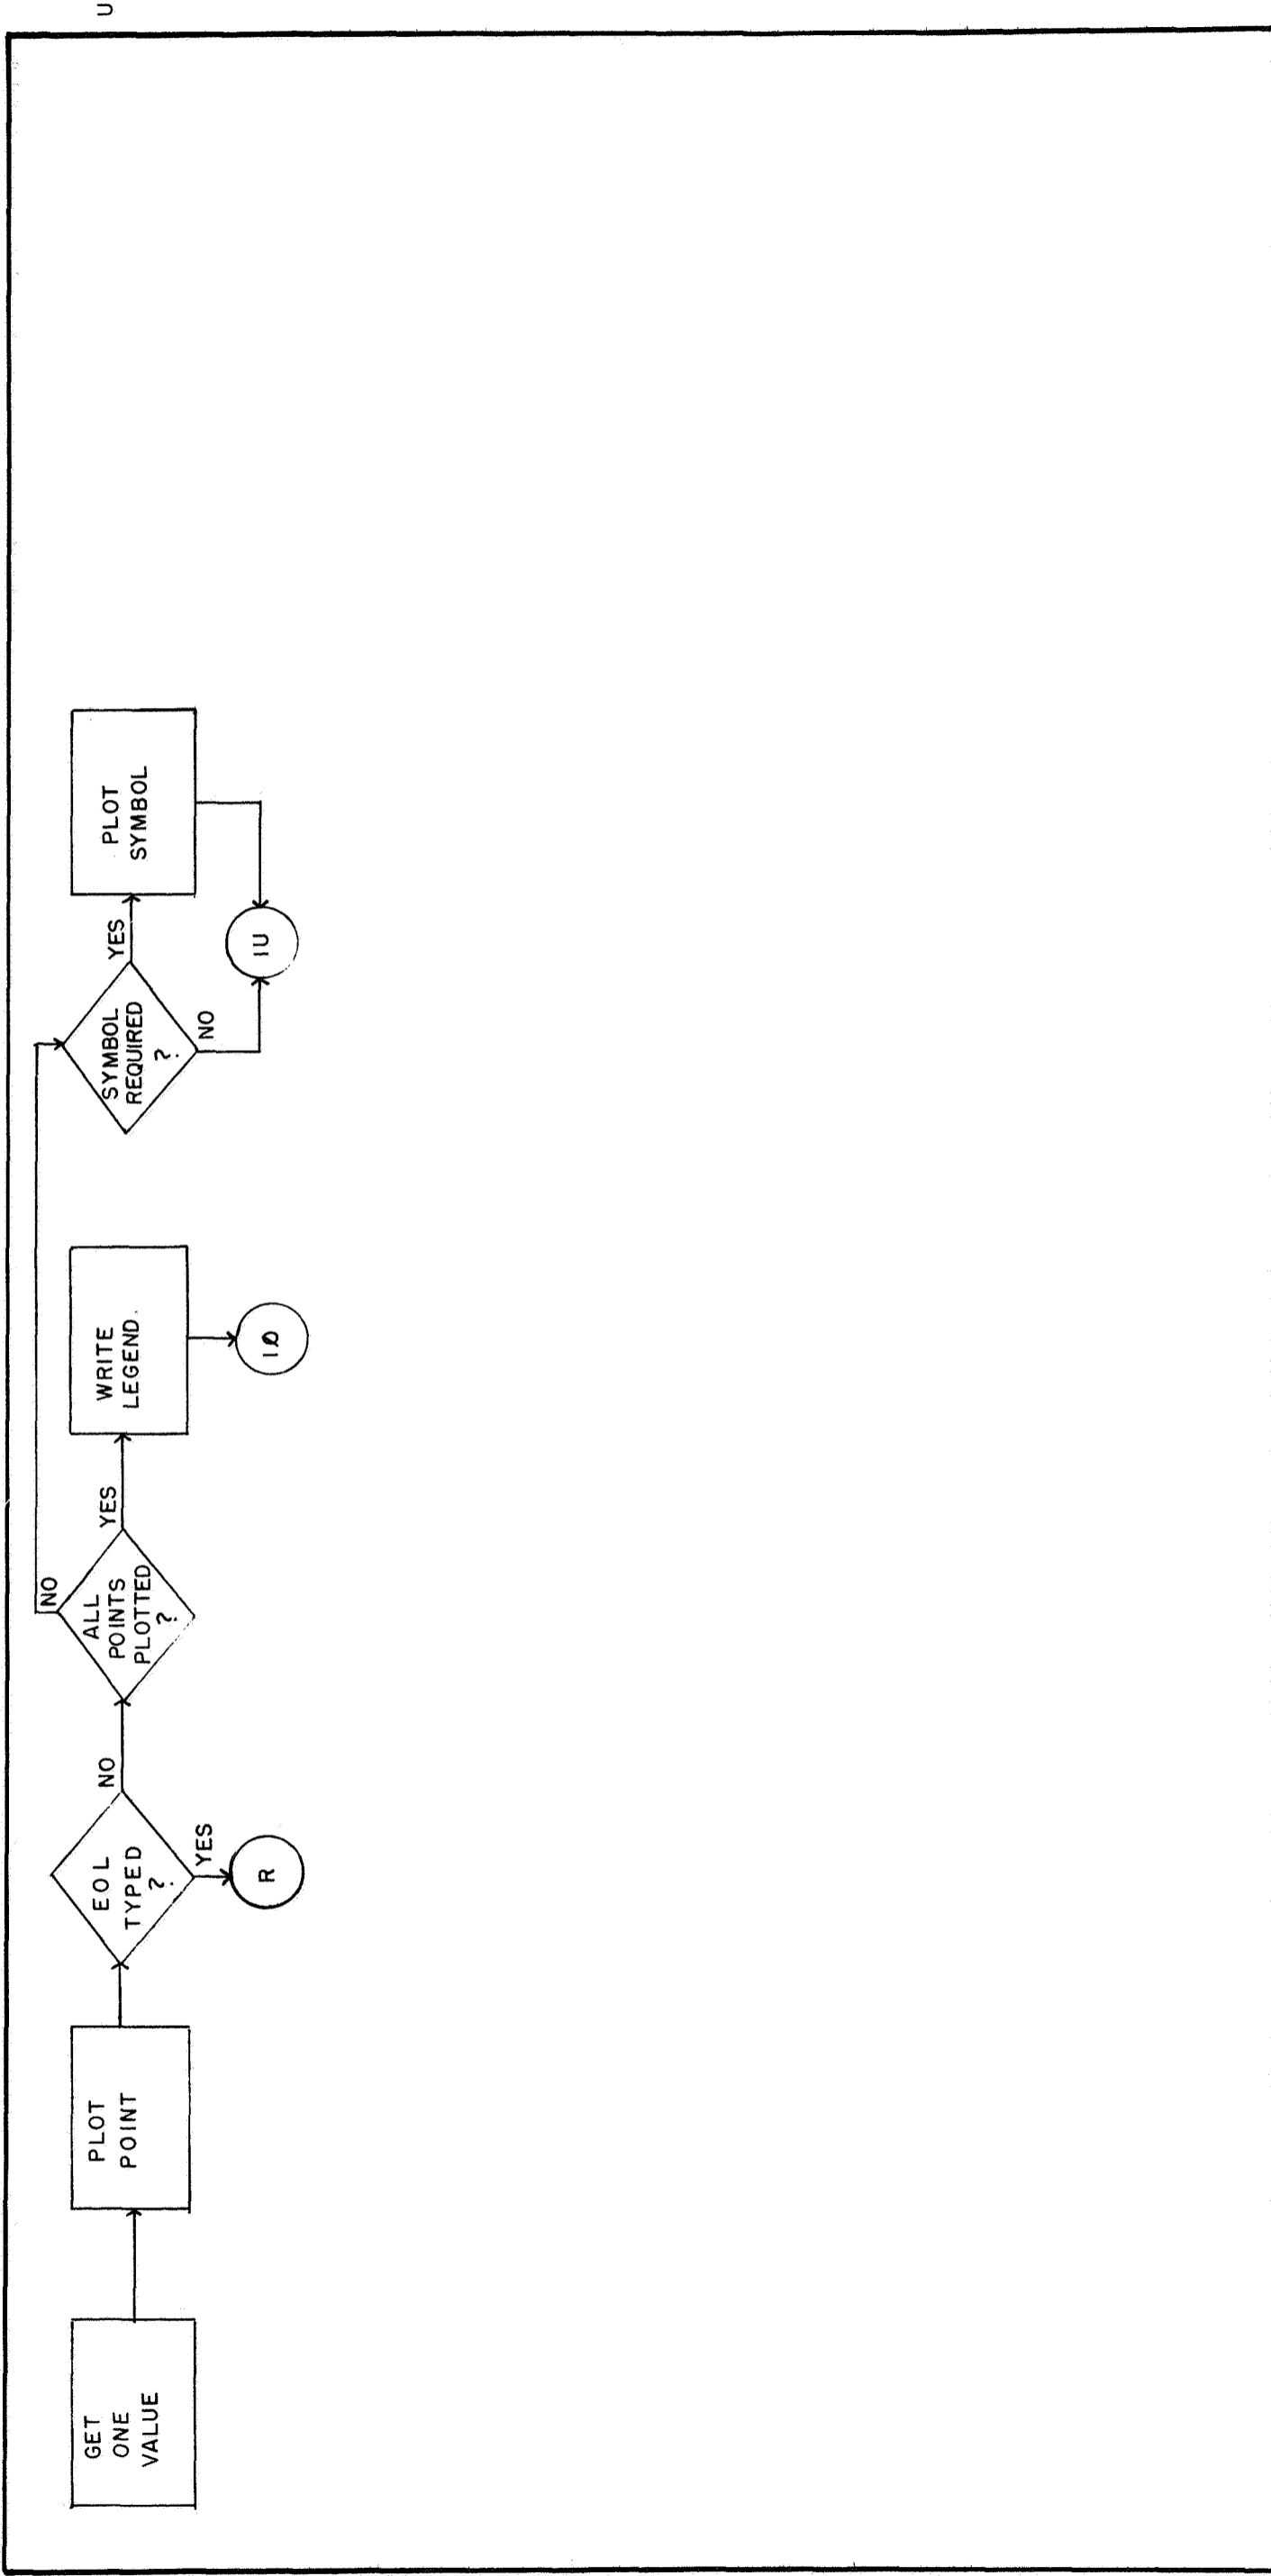 GET
ONE
VALUE
PLOT
POINT
EOL
TYPED
?
YES
R
NO
ALL
POINTS
PLOTTED
?
NO
YES
WRITE
LEGEND.
1Ø
SYMBOL
REQUIRED
?
NO
YES
1U
PLOT
SYMBOL
U